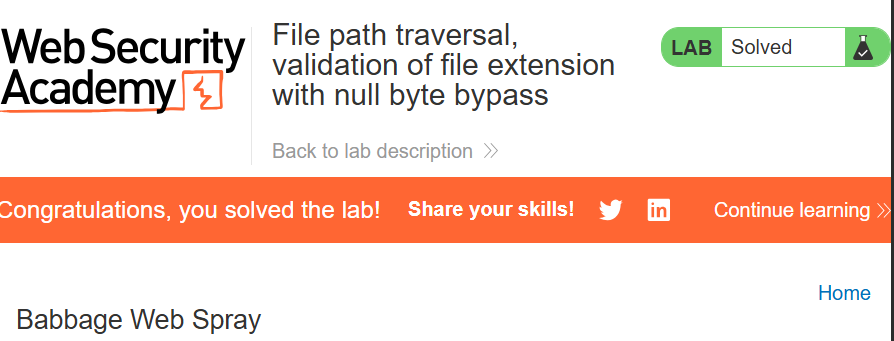 Web Security
Academy
File path traversal,
validation of file extension
with null byte bypass
LAB Solved
Back to lab description
Congratulations, you solved the lab! Share your skills! Continue learning
Home
Babbage Web Spray